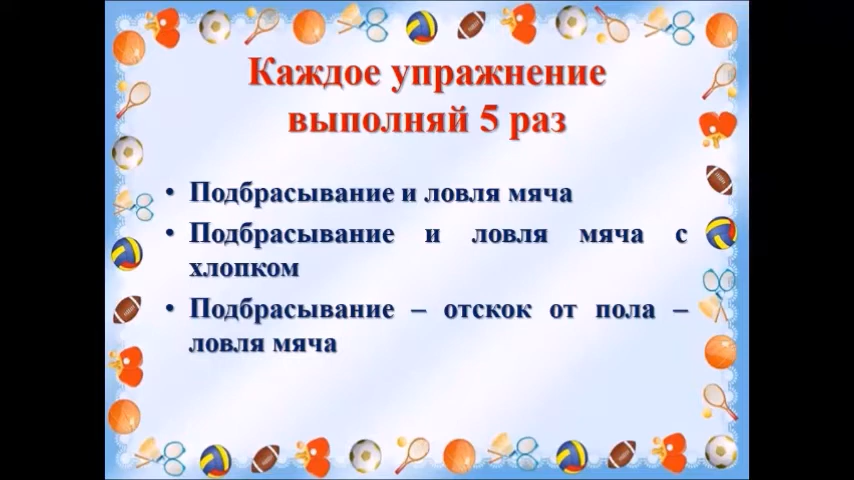 Каждое упражнение
выполняй 5 раз
• Подбрасывание и ловля мяча
• Подбрасывание и ловля мяча с
хлопком
• Подбрасывание – отскок от пола –
ловля мяча